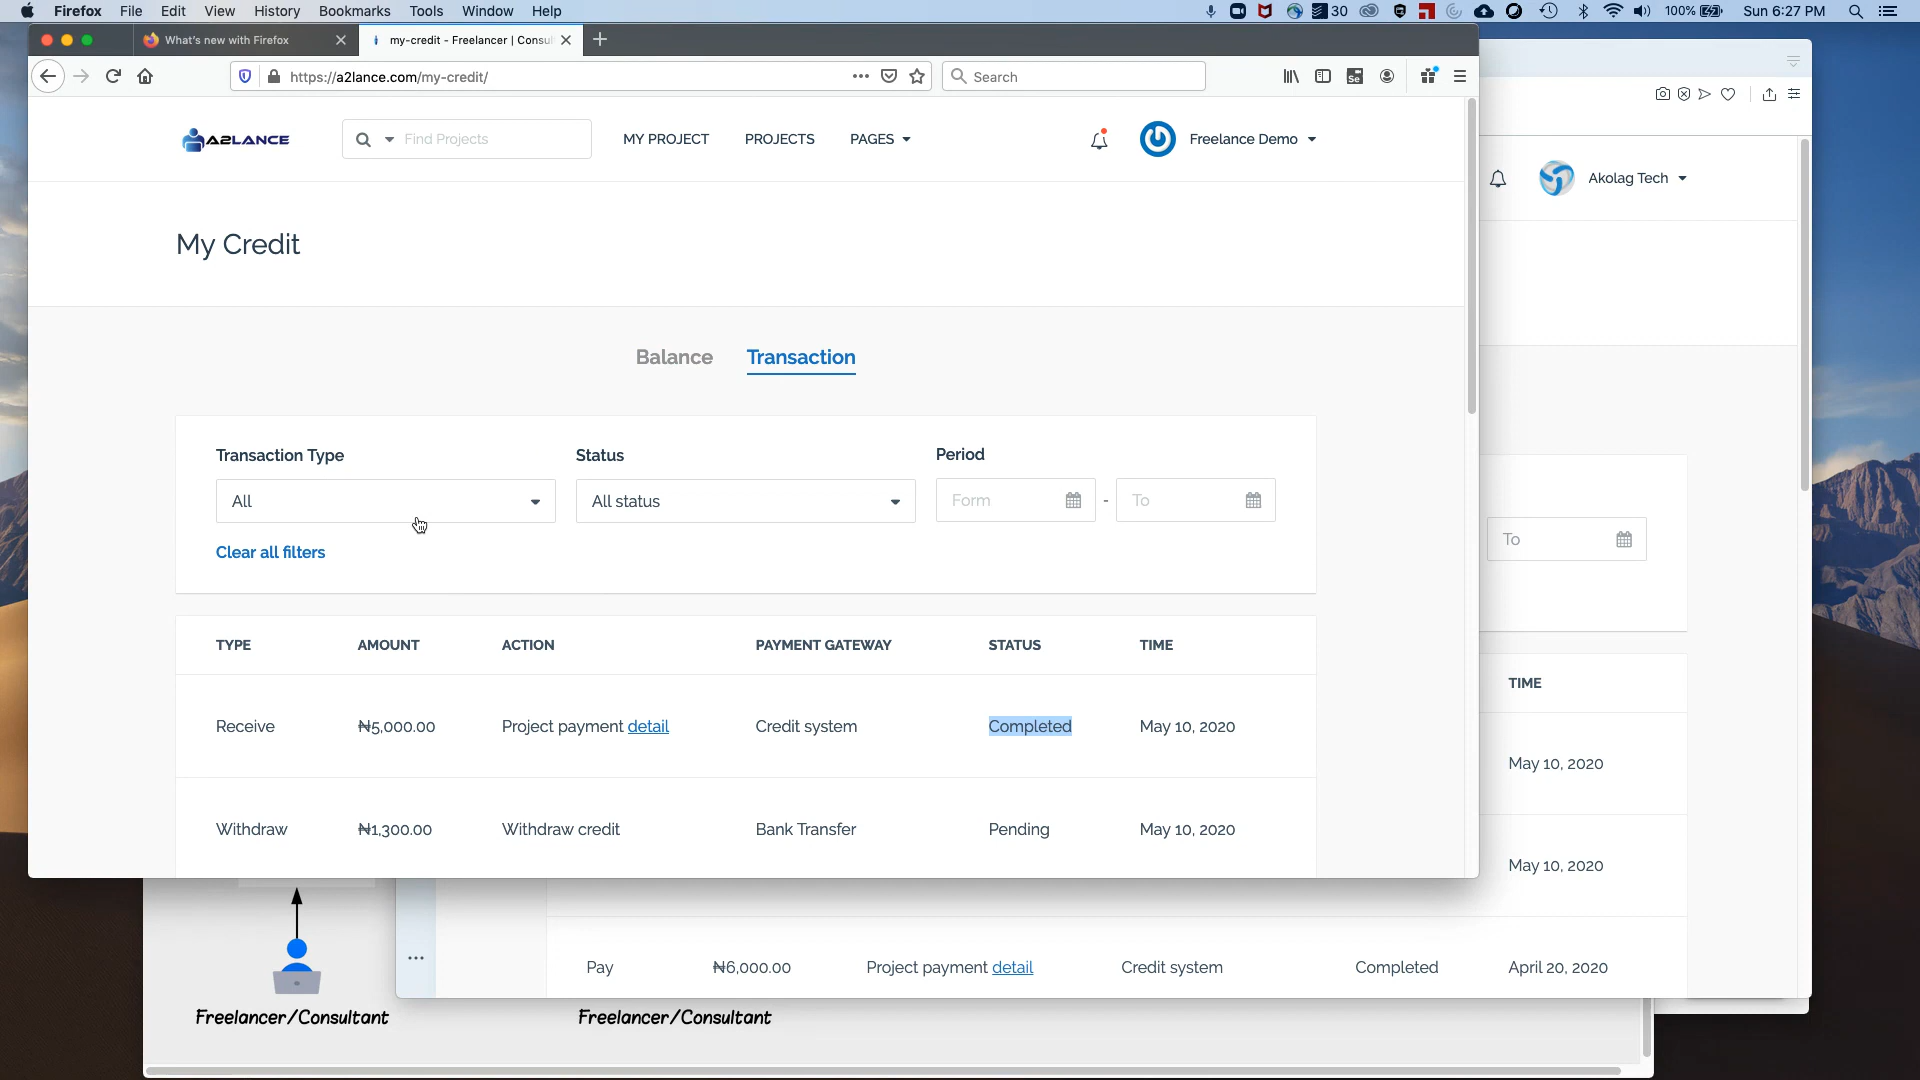 Firefox File Edit View History Bookmarks Tools Window Help 30 100% Sun 6:27 PM
What's new with Firefox my-credit - Freelancer | Consul
https://a2lance.com/my-credit/ Search
A2LANCE Find Projects MY PROJECT PROJECTS PAGES Freelance Demo
Akolag Tech
My Credit
Balance Transaction
Transaction Type Status Period
All All status Form - To
To
Clear all filters
TYPE AMOUNT ACTION PAYMENT GATEWAY STATUS TIME
TIME
Receive ₦5,000.00 Project payment detail Credit system Completed May 10, 2020
May 10, 2020
Withdraw ₦1,300.00 Withdraw credit Bank Transfer Pending May 10, 2020
May 10, 2020
Pay ₦6,000.00 Project payment detail Credit system Completed April 20, 2020
Freelancer/Consultant Freelancer/Consultant